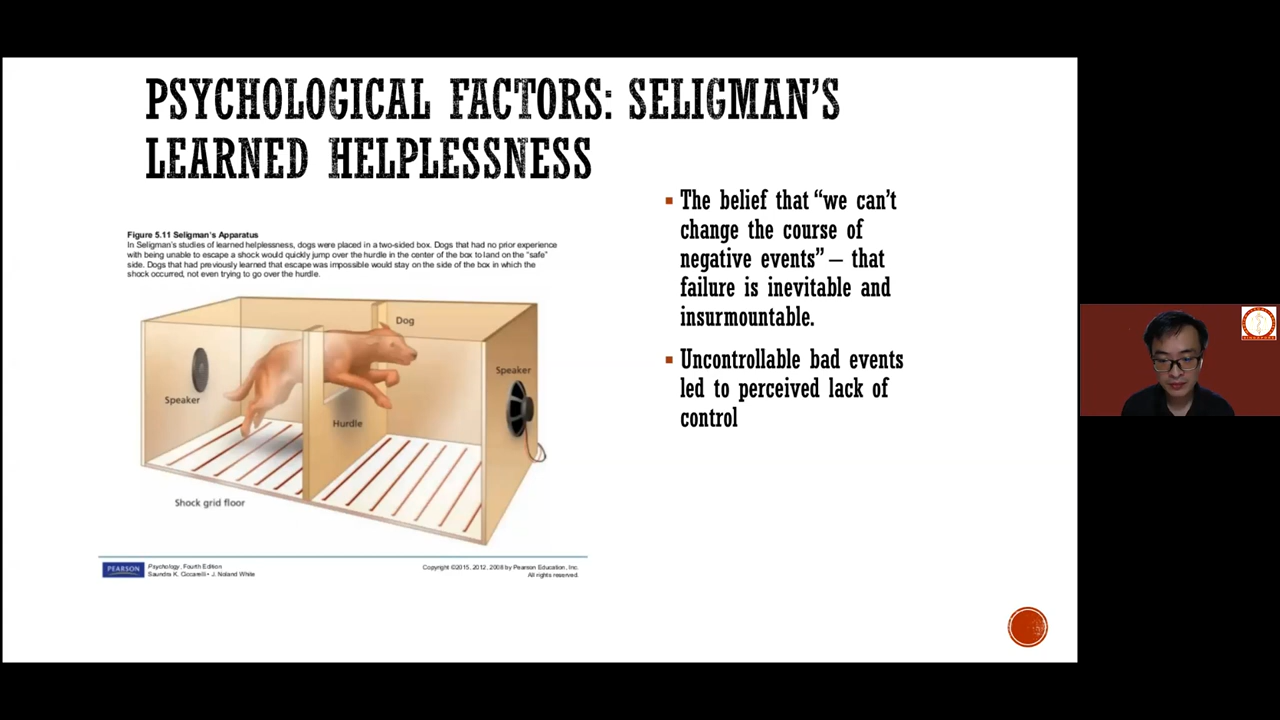 PSYCHOLOGICAL FACTORS: SELIGMAN'S
LEARNED HELPLESSNESS
Figure 5.11 Seligman's Apparatus
In Seligman's studies of learned helplessness, dogs were placed in a two-sided box. Dogs that had no prior experience
with being unable to escape a shock would quickly jump over the hurdle in the center of the box to land on the "safe"
side. Dogs that had previously learned that escape was impossible would stay on the side of the box in which the
shock occurred, not even trying to go over the hurdle.
Dog
Speaker
Speaker
Hurdle
Shock grid floor
PEARSON
Psychology, Fourth Edition
Saundra K. Ciccarelli • J. Noland White
Copyright ©2015, 2012, 2008 by Pearson Education, Inc.
All rights reserved.
The belief that "we can't
change the course of
negative events" – that
failure is inevitable and
insurmountable.
Uncontrollable bad events
led to perceived lack of
control